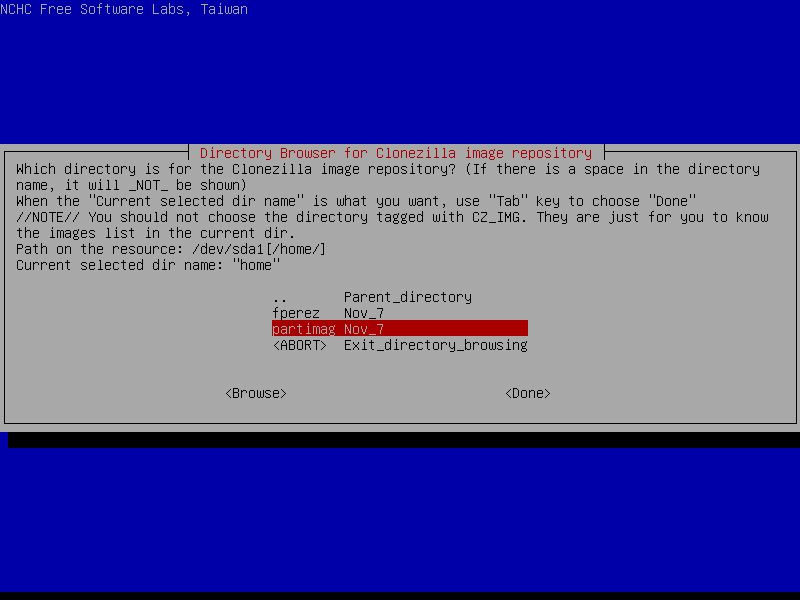 NCHC Free Software Labs, Taiwan
Directory Browser for Clonezilla image repository
Which directory is for the Clonezilla image repository? (If there is a space in the directory
name, it will _NOT_ be shown)
When the "Current selected dir name" is what you want, use "Tab" key to choose "Done"
//NOTE// You should not choose the directory tagged with CZ_IMG. They are just for you to know
the images list in the current dir.
Path on the resource: /dev/sda1[/home/]
Current selected dir name: "home"
.. Parent_directory
fperez Nov_7
partimag Nov_7
<ABORT> Exit_directory_browsing
<Browse> <Done>